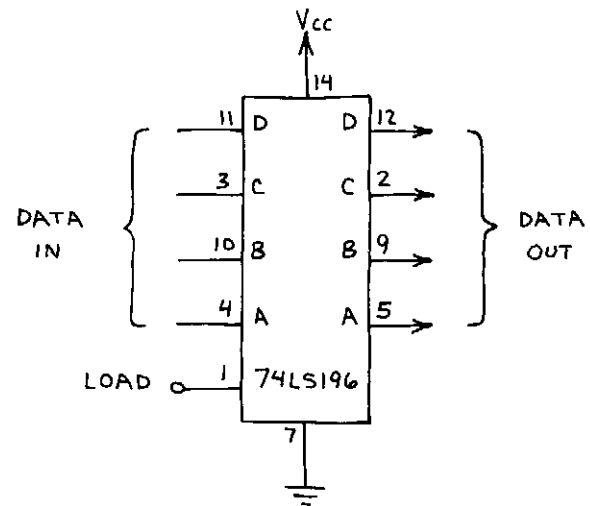 Vcc
14
11 D D 12
3 C C 2
DATA IN
DATA OUT
10 B B 9
4 A A 5
LOAD 1 74LS196
7